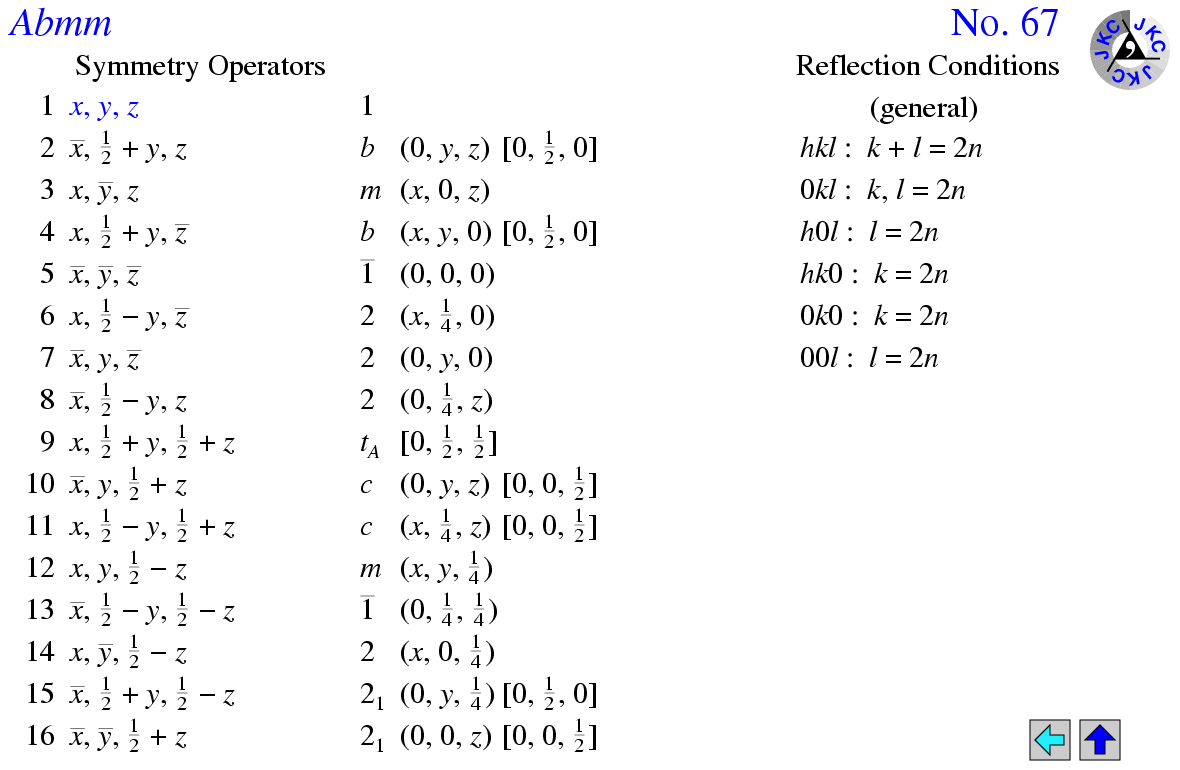 Abmm No. 67
JKC JKC JKC
Symmetry Operators Reflection Conditions
1 x, y, z 1 (general)
2 x̅, 1/2 + y, z b (0, y, z) [0, 1/2, 0] hkl : k + l = 2n
3 x, y̅, z m (x, 0, z) 0kl : k, l = 2n
4 x, 1/2 + y, z̅ b (x, y, 0) [0, 1/2, 0] h0l : l = 2n
5 x̅, y̅, z̅ 1̅ (0, 0, 0) hk0 : k = 2n
6 x, 1/2 − y, z̅ 2 (x, 1/4, 0) 0k0 : k = 2n
7 x̅, y, z̅ 2 (0, y, 0) 00l : l = 2n
8 x̅, 1/2 − y, z 2 (0, 1/4, z)
9 x, 1/2 + y, 1/2 + z t_A [0, 1/2, 1/2]
10 x̅, y, 1/2 + z c (0, y, z) [0, 0, 1/2]
11 x, 1/2 − y, 1/2 + z c (x, 1/4, z) [0, 0, 1/2]
12 x, y, 1/2 − z m (x, y, 1/4)
13 x̅, 1/2 − y, 1/2 − z 1̅ (0, 1/4, 1/4)
14 x, y̅, 1/2 − z 2 (x, 0, 1/4)
15 x̅, 1/2 + y, 1/2 − z 2₁ (0, y, 1/4) [0, 1/2, 0]
16 x̅, y̅, 1/2 + z 2₁ (0, 0, z) [0, 0, 1/2]